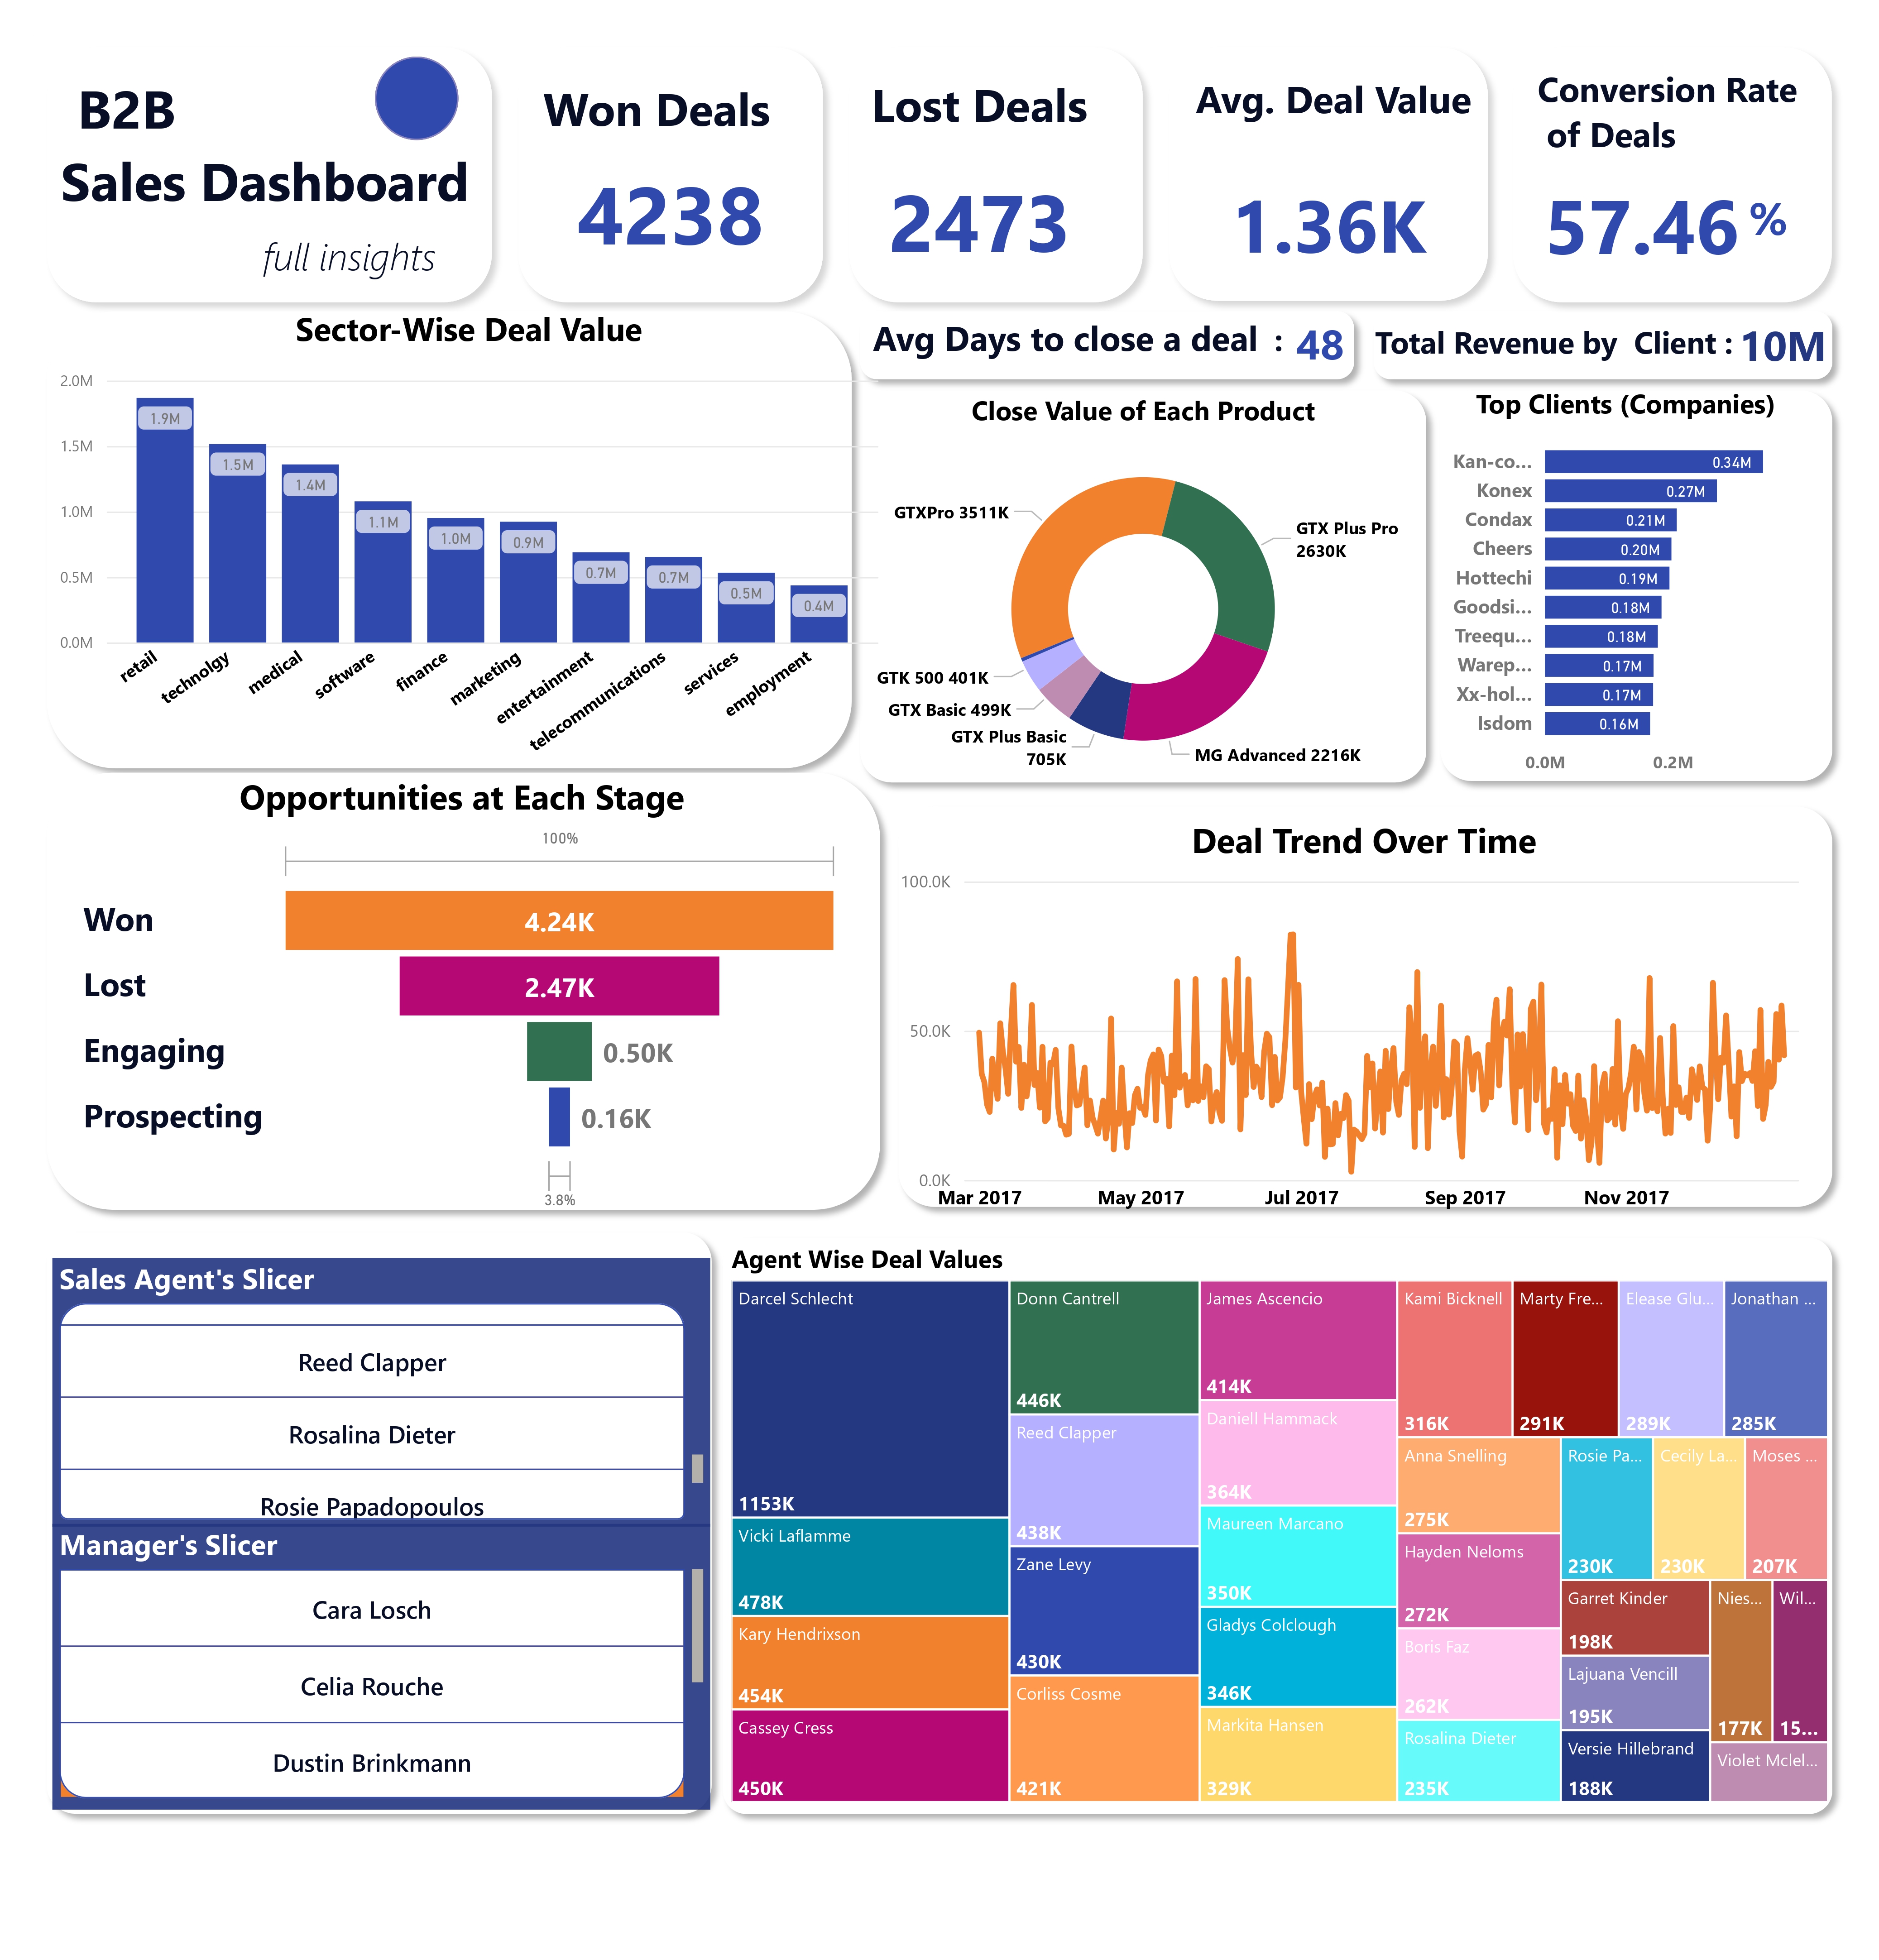 B2B
Sales Dashboard
full insights
Won Deals
4238
Lost Deals
2473
Avg. Deal Value
1.36K
Conversion Rate
of Deals
57.46 %
Sector-Wise Deal Value
2.0M
1.5M
1.0M
0.5M
0.0M
1.9M
1.5M
1.4M
1.1M
1.0M
0.9M
0.7M
0.7M
0.5M
0.4M
retail
technolgy
medical
software
finance
marketing
entertainment
telecommunications
services
employment
Avg Days to close a deal : 48
Total Revenue by Client : 10M
Close Value of Each Product
GTXPro 3511K
GTX Plus Pro
2630K
GTK 500 401K
GTX Basic 499K
GTX Plus Basic
705K
MG Advanced 2216K
Top Clients (Companies)
Kan-co... 0.34M
Konex 0.27M
Condax 0.21M
Cheers 0.20M
Hottechi 0.19M
Goodsi... 0.18M
Treequ... 0.18M
Warep... 0.17M
Xx-hol... 0.17M
Isdom 0.16M
0.0M 0.2M
Opportunities at Each Stage
100%
Won 4.24K
Lost 2.47K
Engaging 0.50K
Prospecting 0.16K
3.8%
Deal Trend Over Time
100.0K
50.0K
0.0K
Mar 2017 May 2017 Jul 2017 Sep 2017 Nov 2017
Sales Agent's Slicer
Reed Clapper
Rosalina Dieter
Rosie Papadopoulos
Manager's Slicer
Cara Losch
Celia Rouche
Dustin Brinkmann
Agent Wise Deal Values
Darcel Schlecht
1153K
Vicki Laflamme
478K
Kary Hendrixson
454K
Cassey Cress
450K
Donn Cantrell
446K
Reed Clapper
438K
Zane Levy
430K
Corliss Cosme
421K
James Ascencio
414K
Daniell Hammack
364K
Maureen Marcano
350K
Gladys Colclough
346K
Markita Hansen
329K
Kami Bicknell
316K
Marty Fre...
291K
Elease Glu...
289K
Jonathan ...
285K
Anna Snelling
275K
Hayden Neloms
272K
Boris Faz
262K
Rosalina Dieter
235K
Rosie Pa...
230K
Cecily La...
230K
Moses ...
207K
Garret Kinder
198K
Lajuana Vencill
195K
Versie Hillebrand
188K
Nies...
177K
Wil...
15...
Violet Mclel...